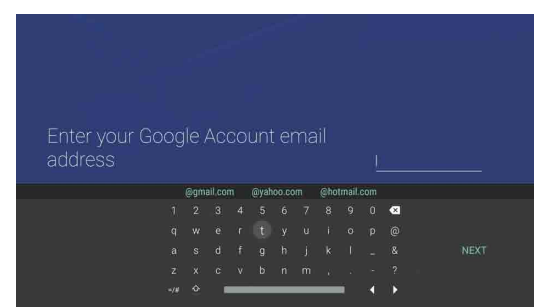 Enter your Google Account email
address
@gmail.com @yahoo.com @hotmail.com
1 2 3 4 5 6 7 8 9 0
q w e r t y u i o p @
a s d f g h j k l _ &
NEXT
z x c v b n m , . - ?
=/#